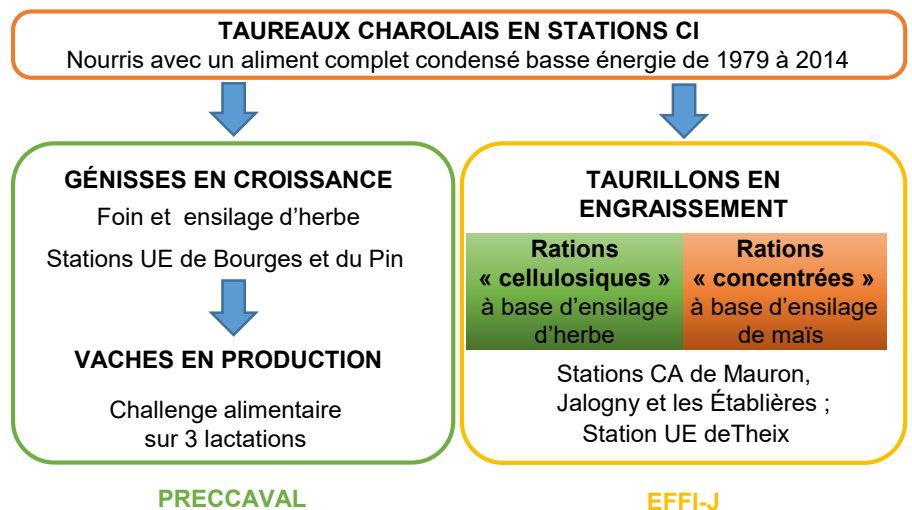 TAUREAUX CHAROLAIS EN STATIONS CI
Nourris avec un aliment complet condensé basse énergie de 1979 à 2014
GÉNISSES EN CROISSANCE
Foin et ensilage d'herbe
Stations UE de Bourges et du Pin
VACHES EN PRODUCTION
Challenge alimentaire
sur 3 lactations
PRECCAVAL
TAURILLONS EN
ENGRAISSEMENT
Rations
« cellulosiques »
à base d'ensilage
d'herbe
Rations
« concentrées »
à base d'ensilage
de maïs
Stations CA de Mauron,
Jalogny et les Établières ;
Station UE deTheix
EFFI-J